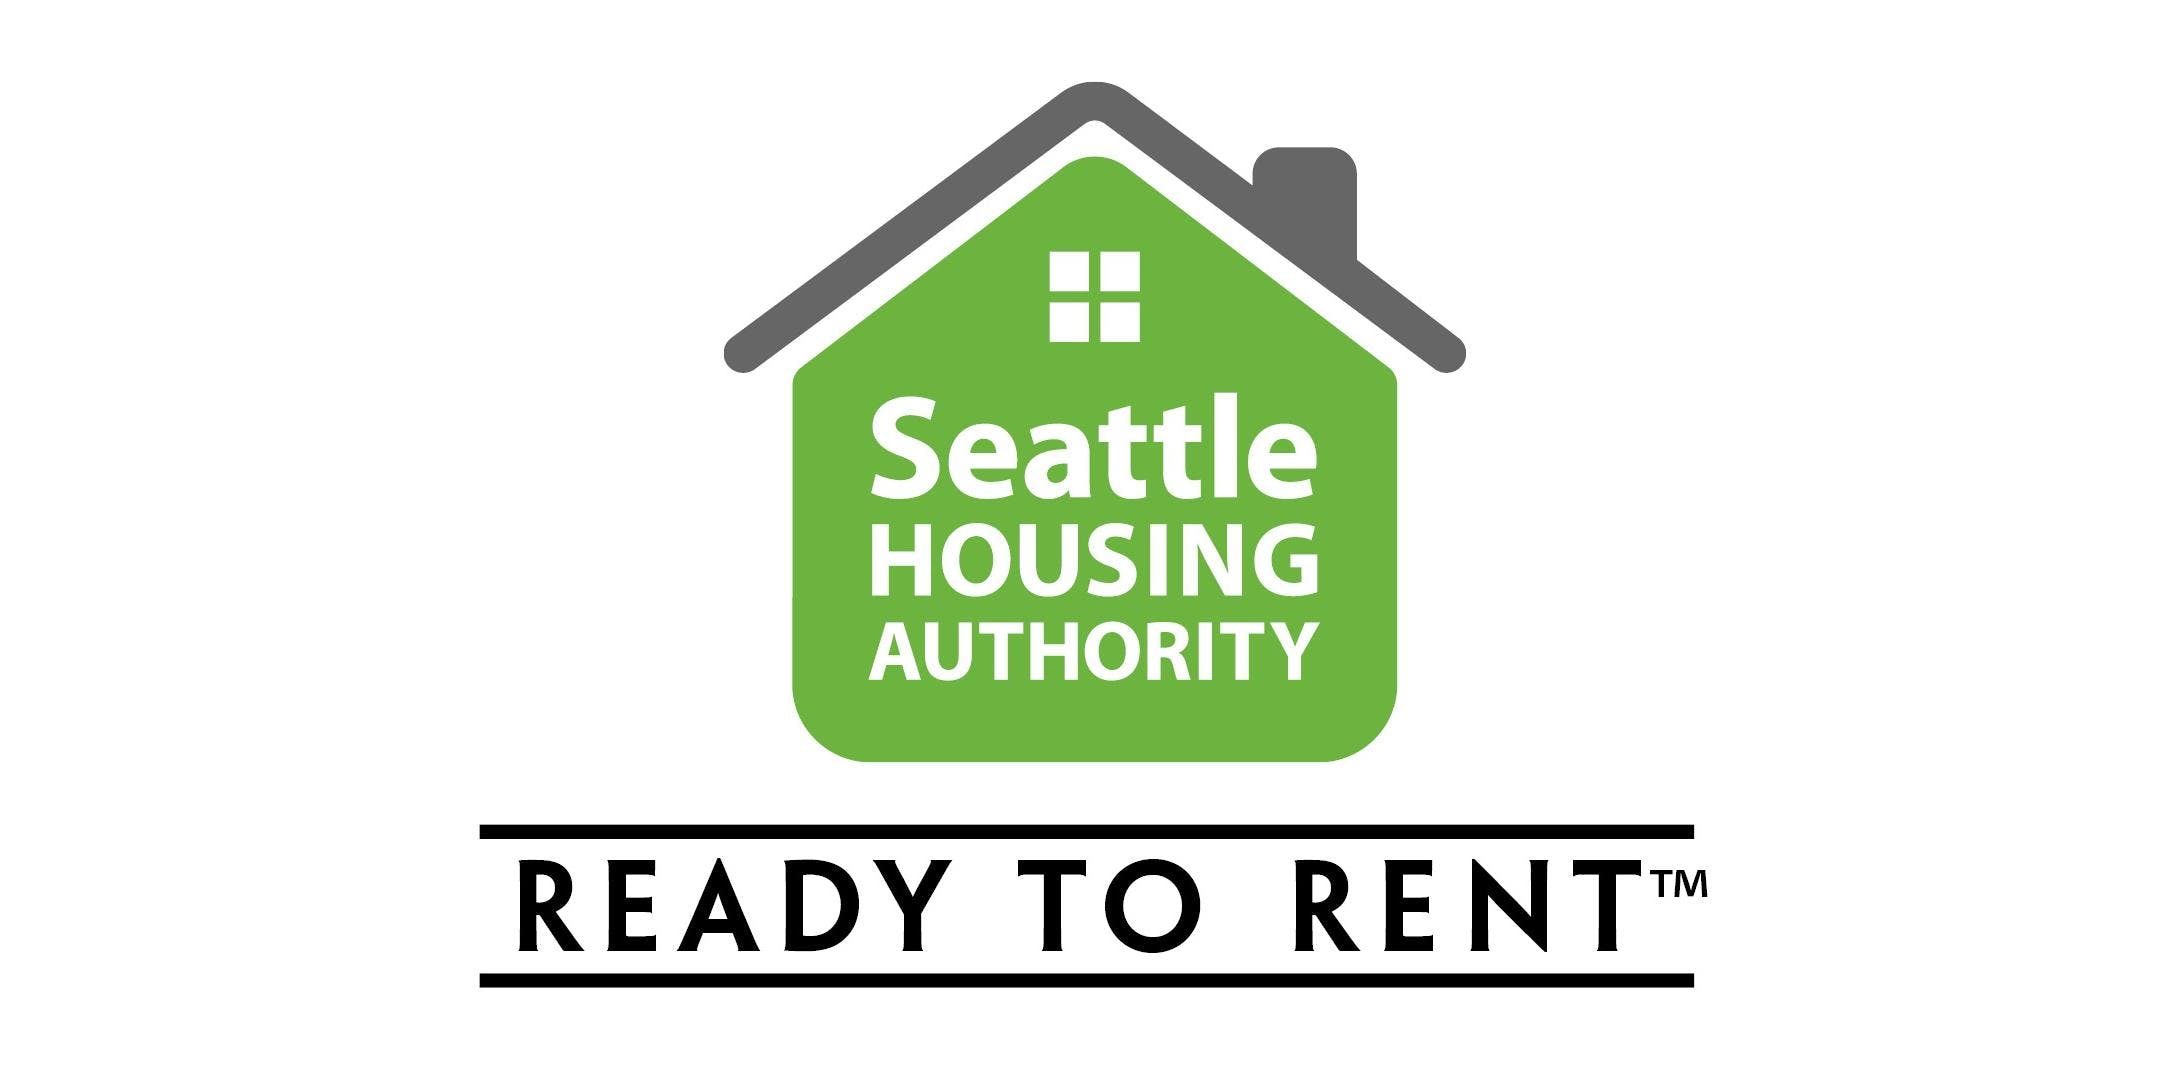 Seattle
HOUSING
AUTHORITY
READY TO RENT™